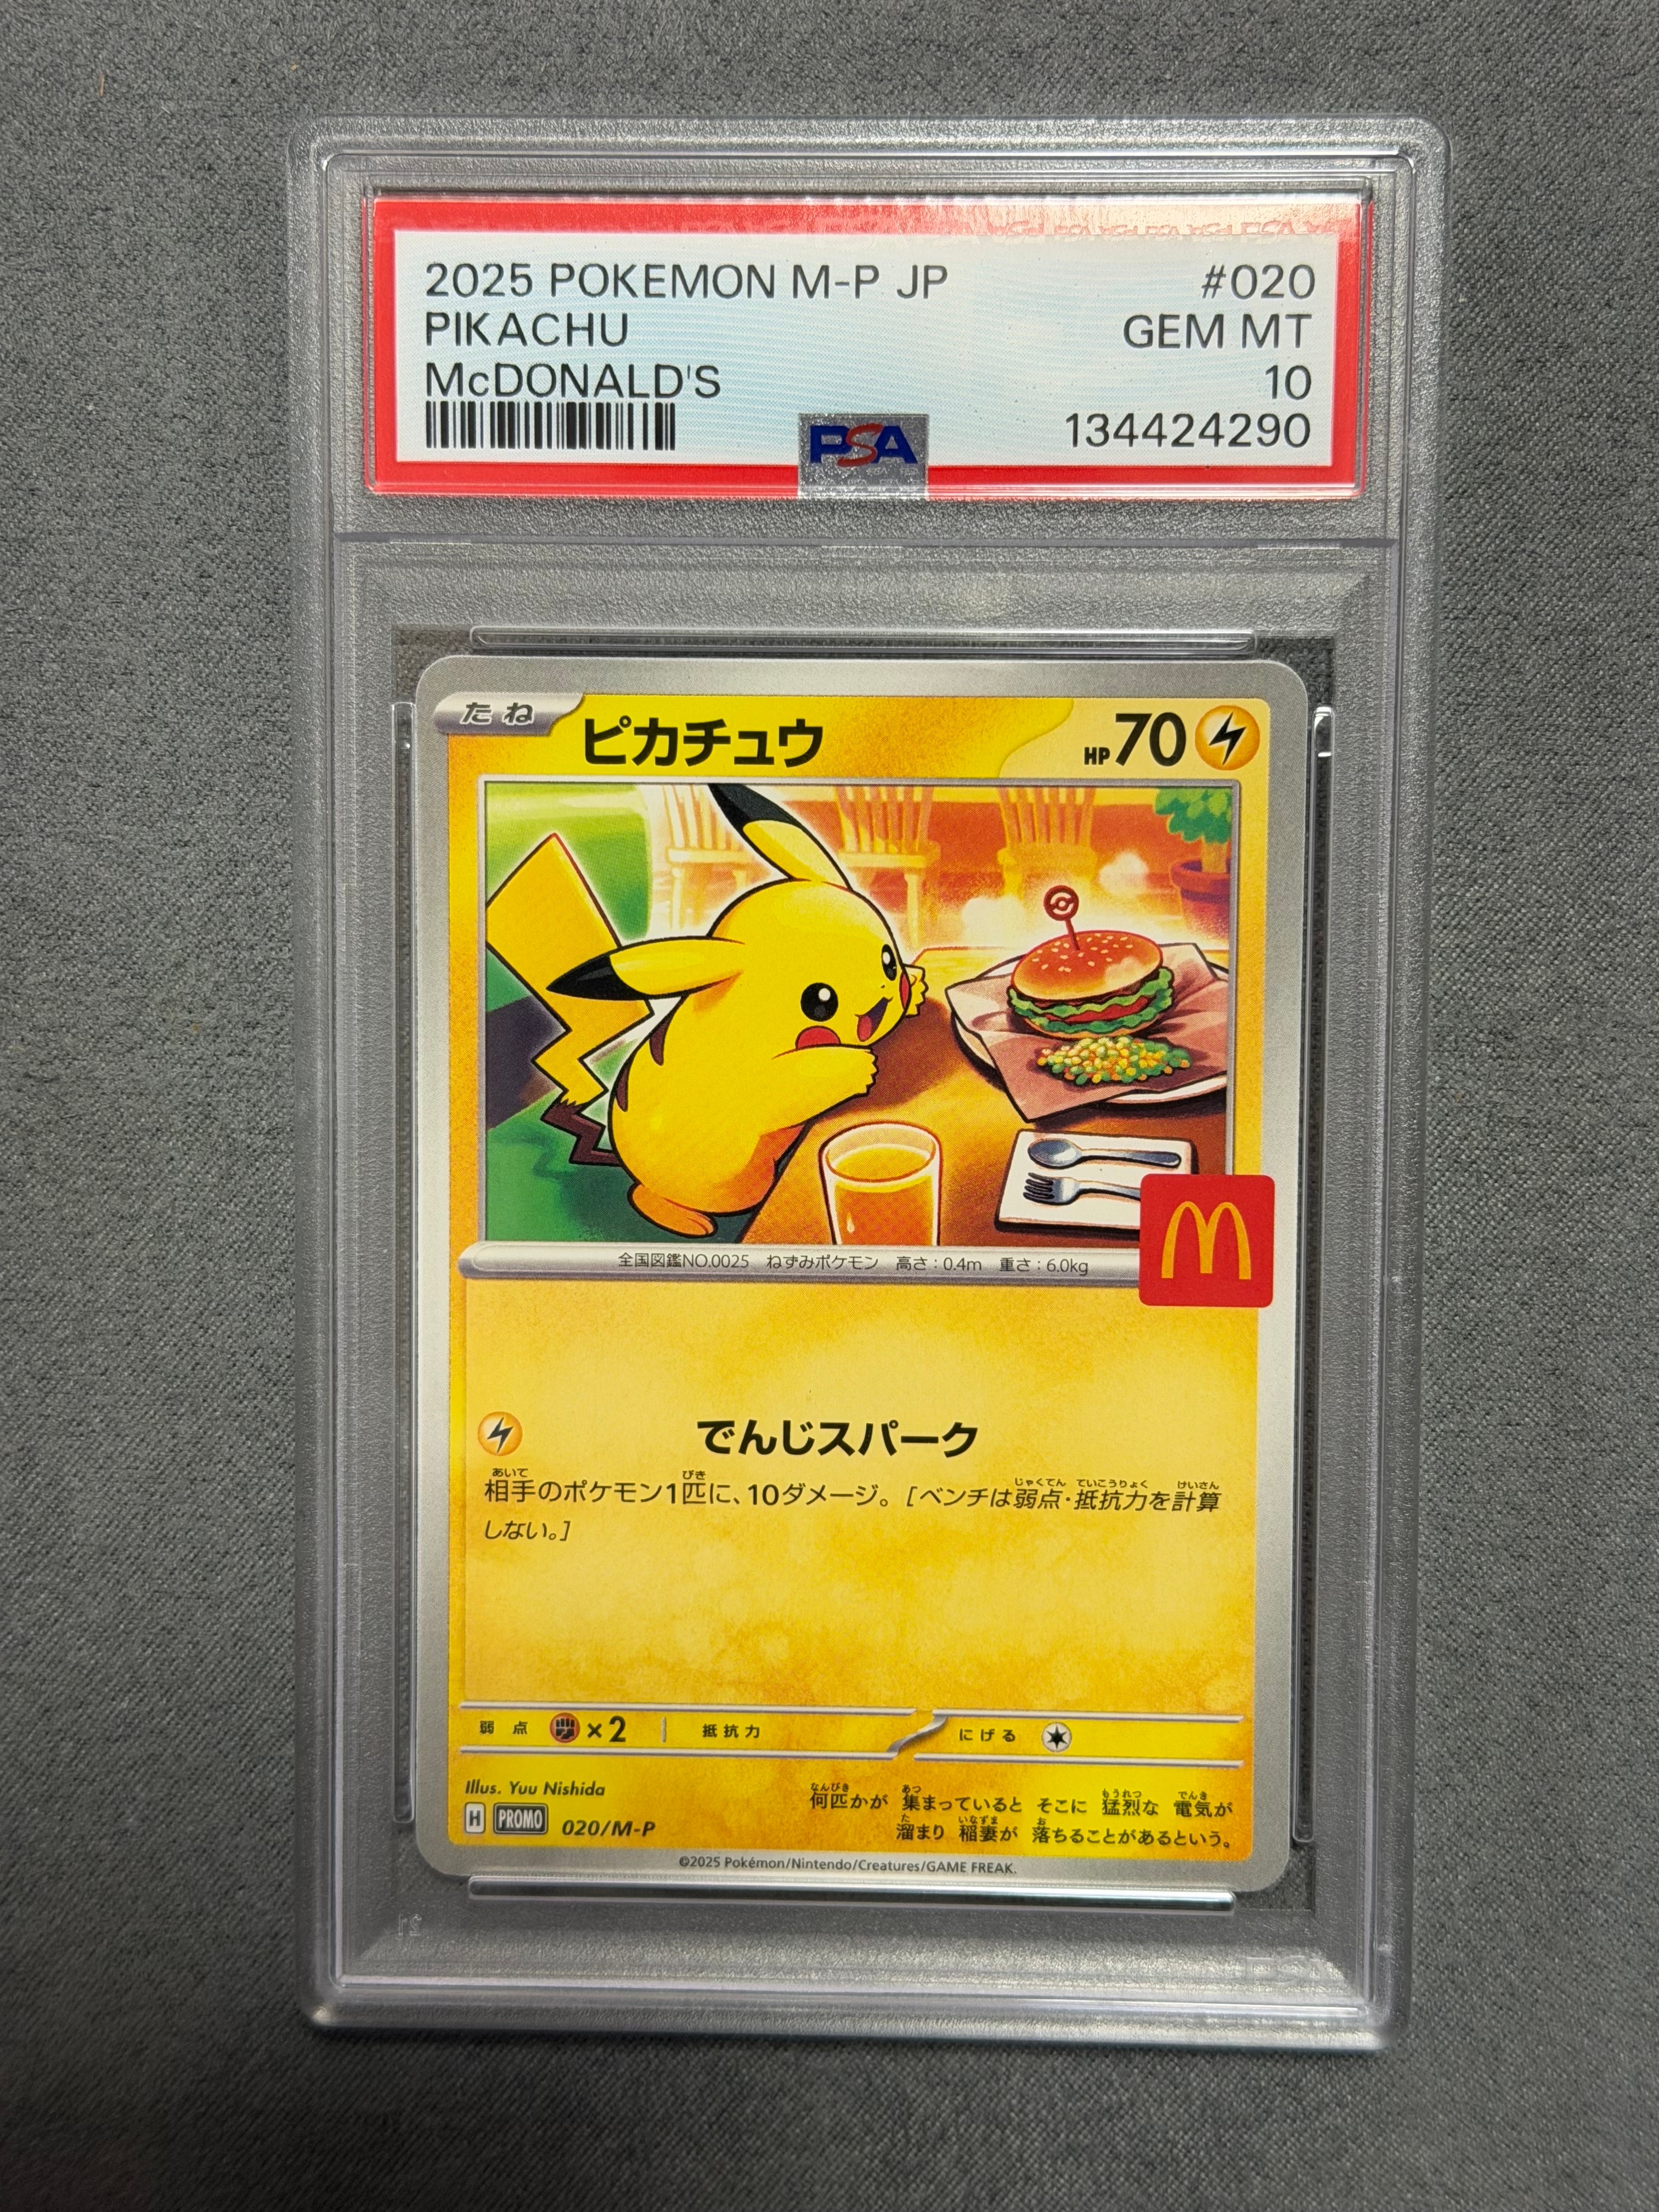 2025 POKEMON M-P JP #020
PIKACHU GEM MT
McDONALD'S 10
134424290
PSA
たね ピカチュウ HP70
M
全国図鑑NO.0025 ねずみポケモン 高さ:0.4m 重さ:6.0kg
でんじスパーク
相手のポケモン1匹に、10ダメージ。[ベンチは弱点・抵抗力を計算
しない。]
弱点 ×2 抵抗力 にげる
Illus. Yuu Nishida
H PROMO 020/M-P
何匹かが 集まっていると そこに 猛烈な 電気が
溜まり 稲妻が 落ちることがあるという。
©2025 Pokémon/Nintendo/Creatures/GAME FREAK.